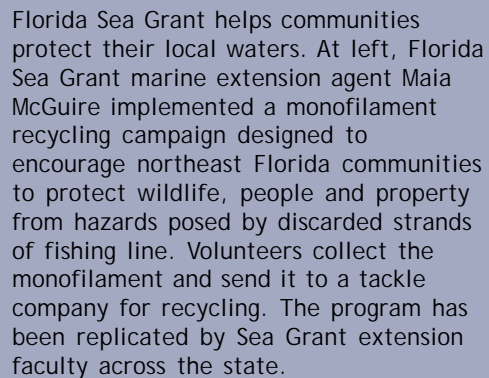 Florida Sea Grant helps communities
protect their local waters. At left, Florida
Sea Grant marine extension agent Maia
McGuire implemented a monofilament
recycling campaign designed to
encourage northeast Florida communities
to protect wildlife, people and property
from hazards posed by discarded strands
of fishing line. Volunteers collect the
monofilament and send it to a tackle
company for recycling. The program has
been replicated by Sea Grant extension
faculty across the state.